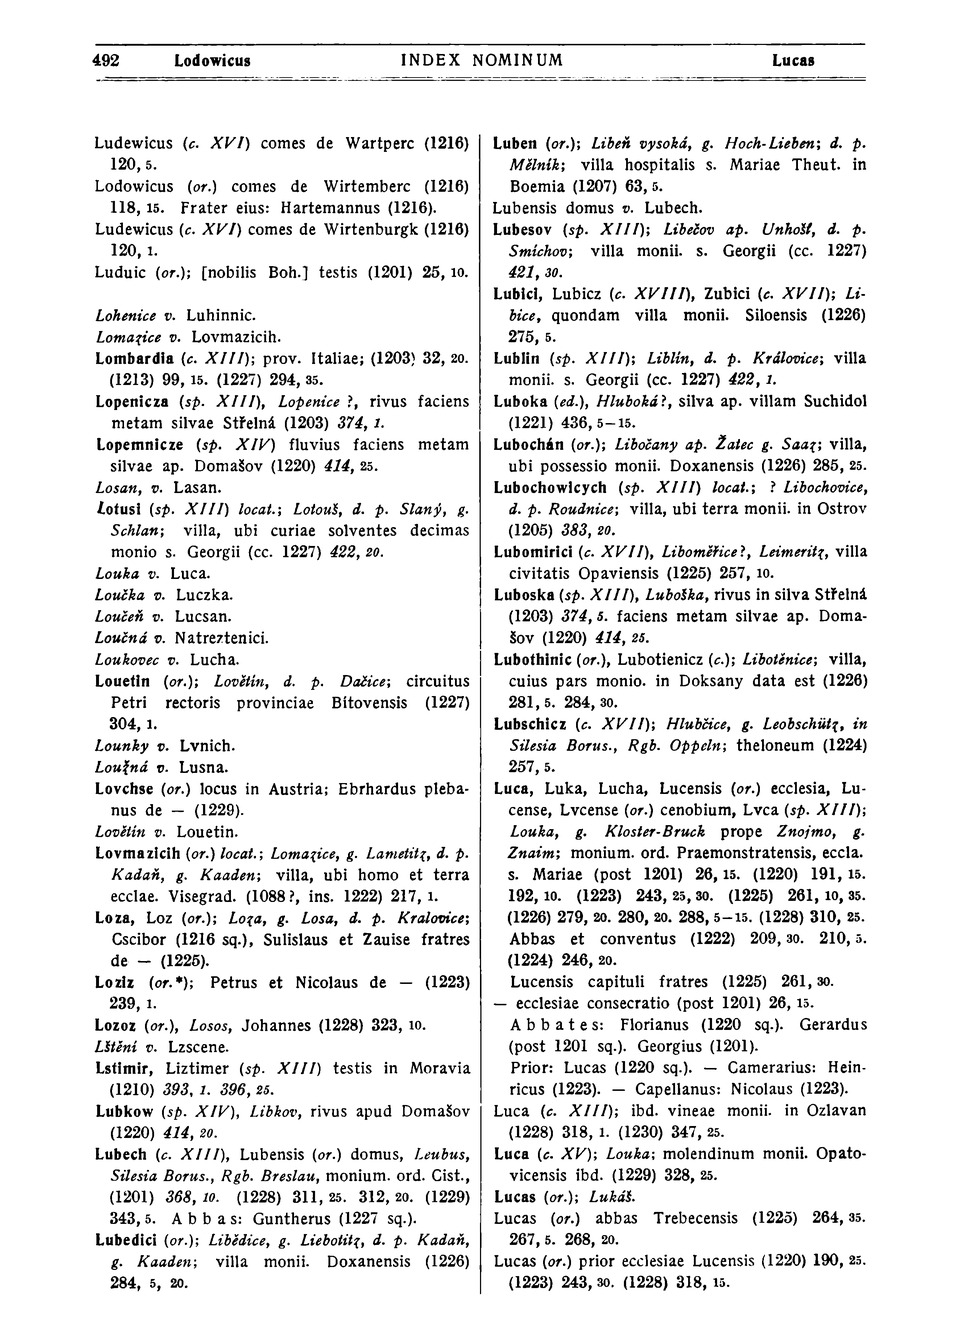 492 Lodowicus INDEX NOMINUM Lucas
Ludewicus (c. XVI) comes de Wartperc (1216)
120, 5.
Lodowicus (or.) comes de Wirtemberc (1216)
118, 15. Frater eius: Hartemannus (1216).
Ludewicus (c. XVI) comes de Wirtenburgk (1216)
120, 1.
Luduic (or.); [nobilis Boh.] testis (1201) 25, 10.
Lohenice v. Luhinnic.
Lomaʒice v. Lovmazicih.
Lombardia (c. XIII); prov. Italiae; (1203) 32, 20.
(1213) 99, 15. (1227) 294, 35.
Lopenicza (sp. XIII), Lopenice ?, rivus faciens
metam silvae Střelná (1203) 374, 1.
Lopemnicze (sp. XIV) fluvius faciens metam
silvae ap. Domašov (1220) 414, 25.
Losan, v. Lasan.
Lotusi (sp. XIII) locat.; Lotouš, d. p. Slaný, g.
Schlan; villa, ubi curiae solventes decimas
monio s. Georgii (cc. 1227) 422, 20.
Louka v. Luca.
Loučka v. Luczka.
Loučeň v. Lucsan.
Loučná v. Natreztenici.
Loukovec v. Lucha.
Louetin (or.); Lovětín, d. p. Dačice; circuitus
Petri rectoris provinciae Bítovensis (1227)
304, 1.
Lounky v. Lvnich.
Loužná v. Lusna.
Lovchse (or.) locus in Austria; Ebrhardus pleba-
nus de — (1229).
Lovětín v. Louetin.
Lovmazicih (or.) locat.; Lomaʒice, g. Lametitʒ, d. p.
Kadaň, g. Kaaden; villa, ubi homo et terra
ecclae. Visegrad. (1088 ?, ins. 1222) 217, 1.
Loza, Loz (or.); Loʒa, g. Losa, d. p. Kralovice;
Cscibor (1216 sq.), Sulislaus et Zauise fratres
de — (1225).
Loziz (or.*); Petrus et Nicolaus de — (1223)
239, 1.
Lozoz (or.), Losos, Johannes (1228) 323, 10.
Lštění v. Lzscene.
Lstimir, Liztimer (sp. XIII) testis in Moravia
(1210) 393, 1. 396, 25.
Lubkow (sp. XIV), Libkov, rivus apud Domašov
(1220) 414, 20.
Lubech (c. XIII), Lubensis (or.) domus, Leubus,
Silesia Borus., Rgb. Breslau, monium. ord. Cist.,
(1201) 368, 10. (1228) 311, 25. 312, 20. (1229)
343, 5. Abbas: Guntherus (1227 sq.).
Lubedici (or.); Libědice, g. Liebotitʒ, d. p. Kadaň,
g. Kaaden; villa monii. Doxanensis (1226)
284, 5, 20.
Luben (or.); Libeň vysoká, g. Hoch-Lieben; d. p.
Mělník; villa hospitalis s. Mariae Theut. in
Boemia (1207) 63, 5.
Lubensis domus v. Lubech.
Lubesov (sp. XIII); Libečov ap. Unhošť, d. p.
Smíchov; villa monii. s. Georgii (cc. 1227)
421, 30.
Lubici, Lubicz (c. XVIII), Zubici (c. XVII); Li-
bice, quondam villa monii. Siloensis (1226)
275, 5.
Lublin (sp. XIII); Liblín, d. p. Královice; villa
monii. s. Georgii (cc. 1227) 422, 1.
Luboka (ed.), Hluboká?, silva ap. villam Suchidol
(1221) 436, 5–15.
Lubochán (or.); Libočany ap. Žatec g. Saaʒ; villa,
ubi possessio monii. Doxanensis (1226) 285, 25.
Lubochowicych (sp. XIII) locat.; ? Libochovice,
d. p. Roudnice; villa, ubi terra monii. in Ostrov
(1205) 383, 20.
Lubomirici (c. XVII), Liboměřice?, Leimeritʒ, villa
civitatis Opaviensis (1225) 257, 10.
Luboska (sp. XIII), Luboška, rivus in silva Střelná
(1203) 374, 5. faciens metam silvae ap. Doma-
šov (1220) 414, 25.
Lubothinic (or.), Lubotienicz (c.); Libotěnice; villa,
cuius pars monio. in Doksany data est (1226)
281, 5. 284, 30.
Lubschicz (c. XVII); Hlubčice, g. Leobschütʒ, in
Silesia Borus., Rgb. Oppeln; theloneum (1224)
257, 5.
Luca, Luka, Lucha, Lucensis (or.) ecclesia, Lu-
cense, Lvcense (or.) cenobium, Lvca (sp. XIII);
Louka, g. Kloster-Bruck prope Znojmo, g.
Znaim; monium. ord. Praemonstratensis, eccla.
s. Mariae (post 1201) 26, 15. (1220) 191, 15.
192, 10. (1223) 243, 25, 30. (1225) 261, 10, 35.
(1226) 279, 20. 280, 20. 288, 5–15. (1228) 310, 25.
Abbas et conventus (1222) 209, 30. 210, 5.
(1224) 246, 20.
Lucensis capituli fratres (1225) 261, 30.
— ecclesiae consecratio (post 1201) 26, 15.
Abbates: Florianus (1220 sq.). Gerardus
(post 1201 sq.). Georgius (1201).
Prior: Lucas (1220 sq.). — Camerarius: Hein-
ricus (1223). — Capellanus: Nicolaus (1223).
Luca (c. XIII); ibd. vineae monii. in Ozlavan
(1228) 318, 1. (1230) 347, 25.
Luca (c. XV); Louka; molendinum monii. Opato-
vicensis ibd. (1229) 328, 25.
Lucas (or.); Lukáš.
Lucas (or.) abbas Trebecensis (1225) 264, 35.
267, 5. 268, 20.
Lucas (or.) prior ecclesiae Lucensis (1220) 190, 25.
(1223) 243, 30. (1228) 318, 15.